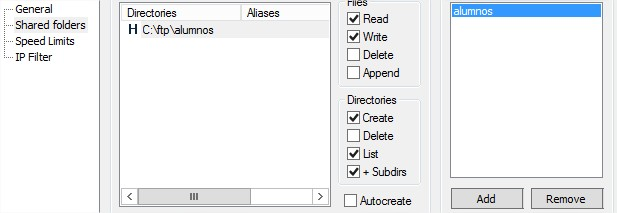 General
Shared folders
Speed Limits
IP Filter
Directories Aliases
H C:\ftp\alumnos
Files
Read
Write
Delete
Append
Directories
Create
Delete
List
+ Subdirs
Autocreate
alumnos
Add Remove